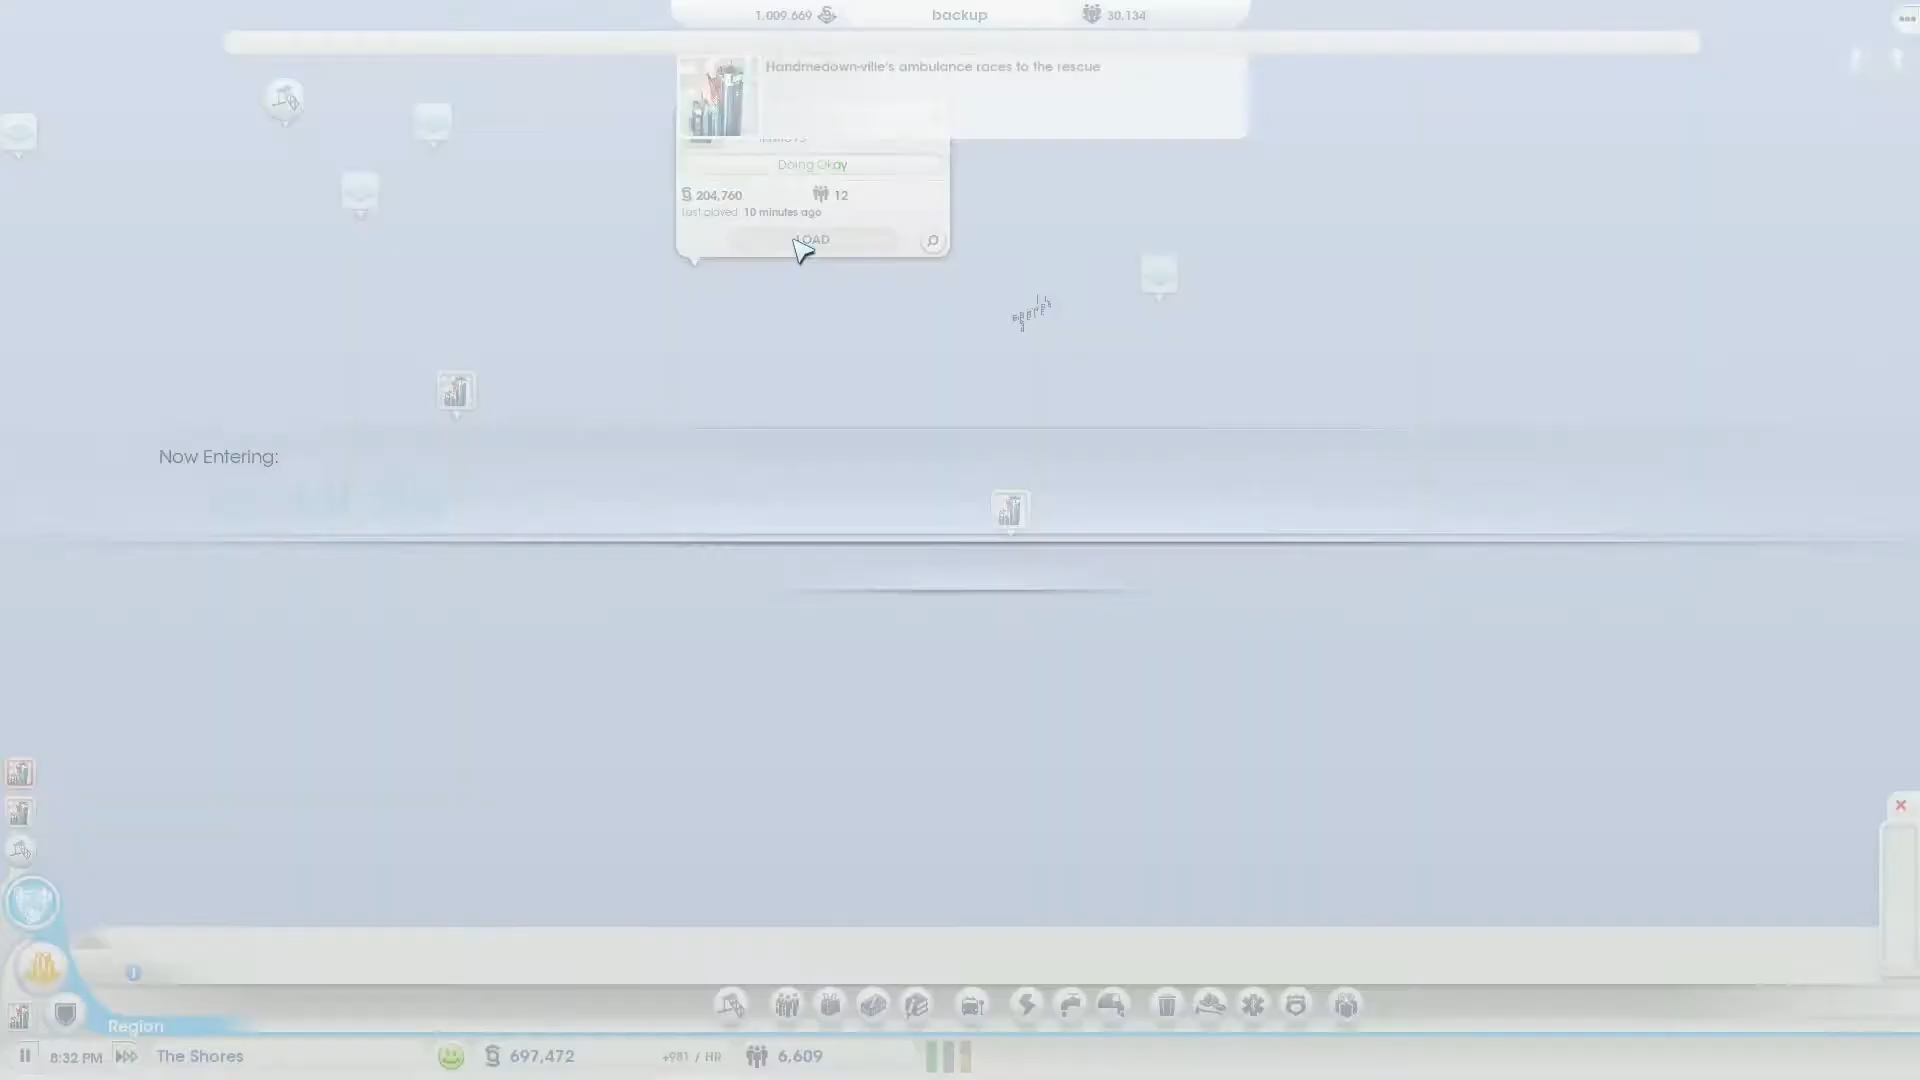 1,009,669
backup
30,134
Handmedown-ville's ambulance races to the rescue
Doing Okay
204,760
12
Last played: 10 minutes ago
LOAD
Now Entering:
Region
8:32 PM
The Shores
697,472
+981 / HR
6,609